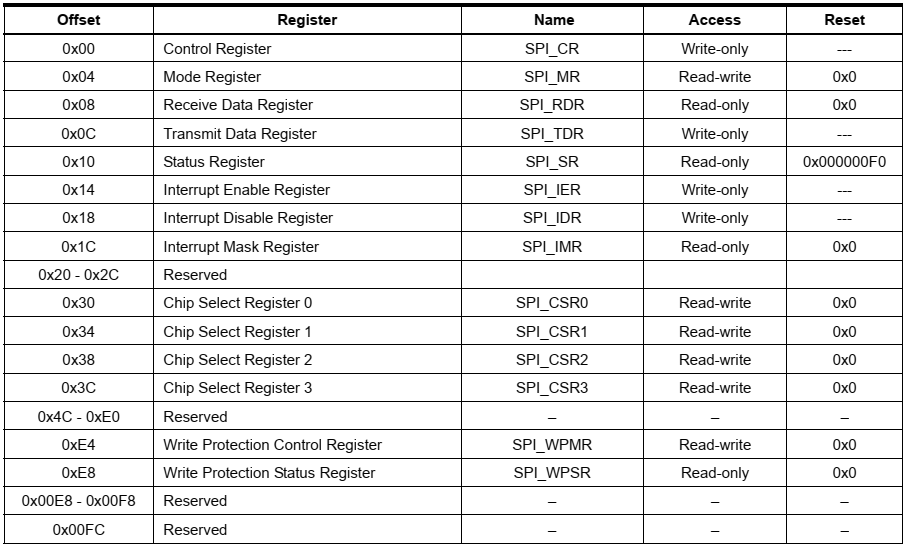 Offset Register Name Access Reset
0x00 Control Register SPI_CR Write-only ---
0x04 Mode Register SPI_MR Read-write 0x0
0x08 Receive Data Register SPI_RDR Read-only 0x0
0x0C Transmit Data Register SPI_TDR Write-only ---
0x10 Status Register SPI_SR Read-only 0x000000F0
0x14 Interrupt Enable Register SPI_IER Write-only ---
0x18 Interrupt Disable Register SPI_IDR Write-only ---
0x1C Interrupt Mask Register SPI_IMR Read-only 0x0
0x20 - 0x2C Reserved
0x30 Chip Select Register 0 SPI_CSR0 Read-write 0x0
0x34 Chip Select Register 1 SPI_CSR1 Read-write 0x0
0x38 Chip Select Register 2 SPI_CSR2 Read-write 0x0
0x3C Chip Select Register 3 SPI_CSR3 Read-write 0x0
0x4C - 0xE0 Reserved – – –
0xE4 Write Protection Control Register SPI_WPMR Read-write 0x0
0xE8 Write Protection Status Register SPI_WPSR Read-only 0x0
0x00E8 - 0x00F8 Reserved – – –
0x00FC Reserved – – –